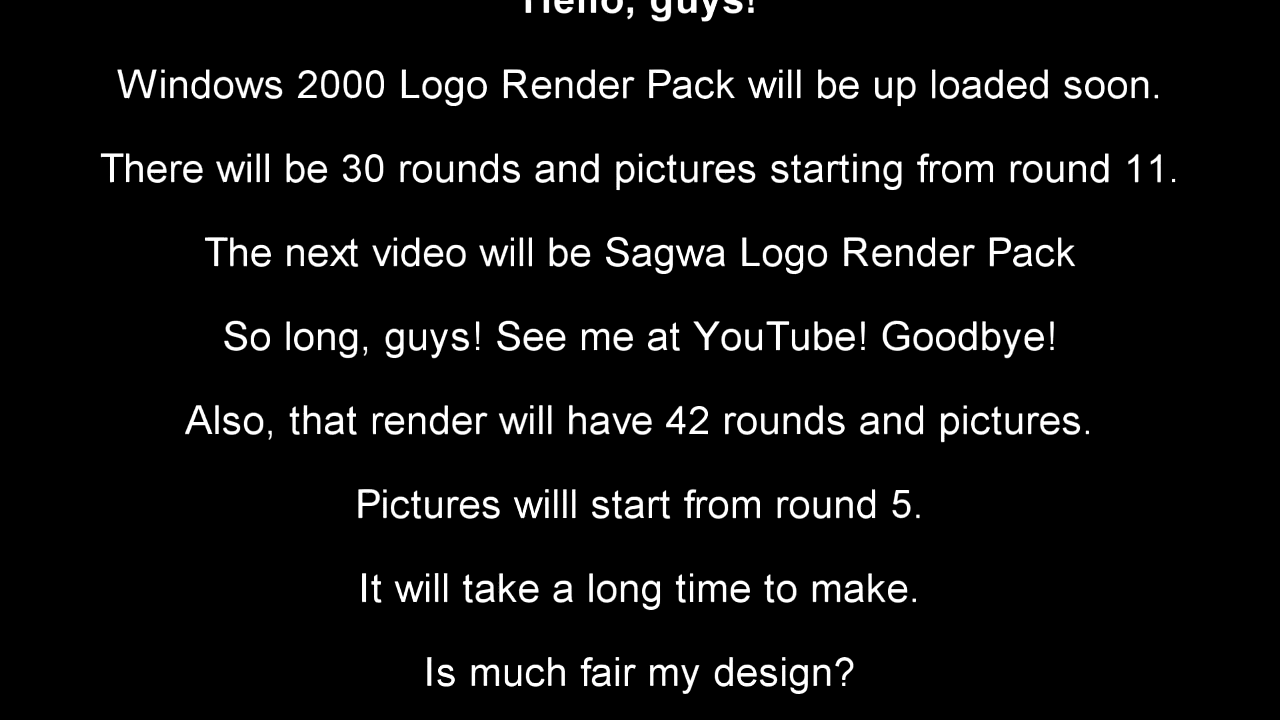 Hello, guys!
Windows 2000 Logo Render Pack will be up loaded soon.
There will be 30 rounds and pictures starting from round 11.
The next video will be Sagwa Logo Render Pack
So long, guys! See me at YouTube! Goodbye!
Also, that render will have 42 rounds and pictures.
Pictures willl start from round 5.
It will take a long time to make.
Is much fair my design?